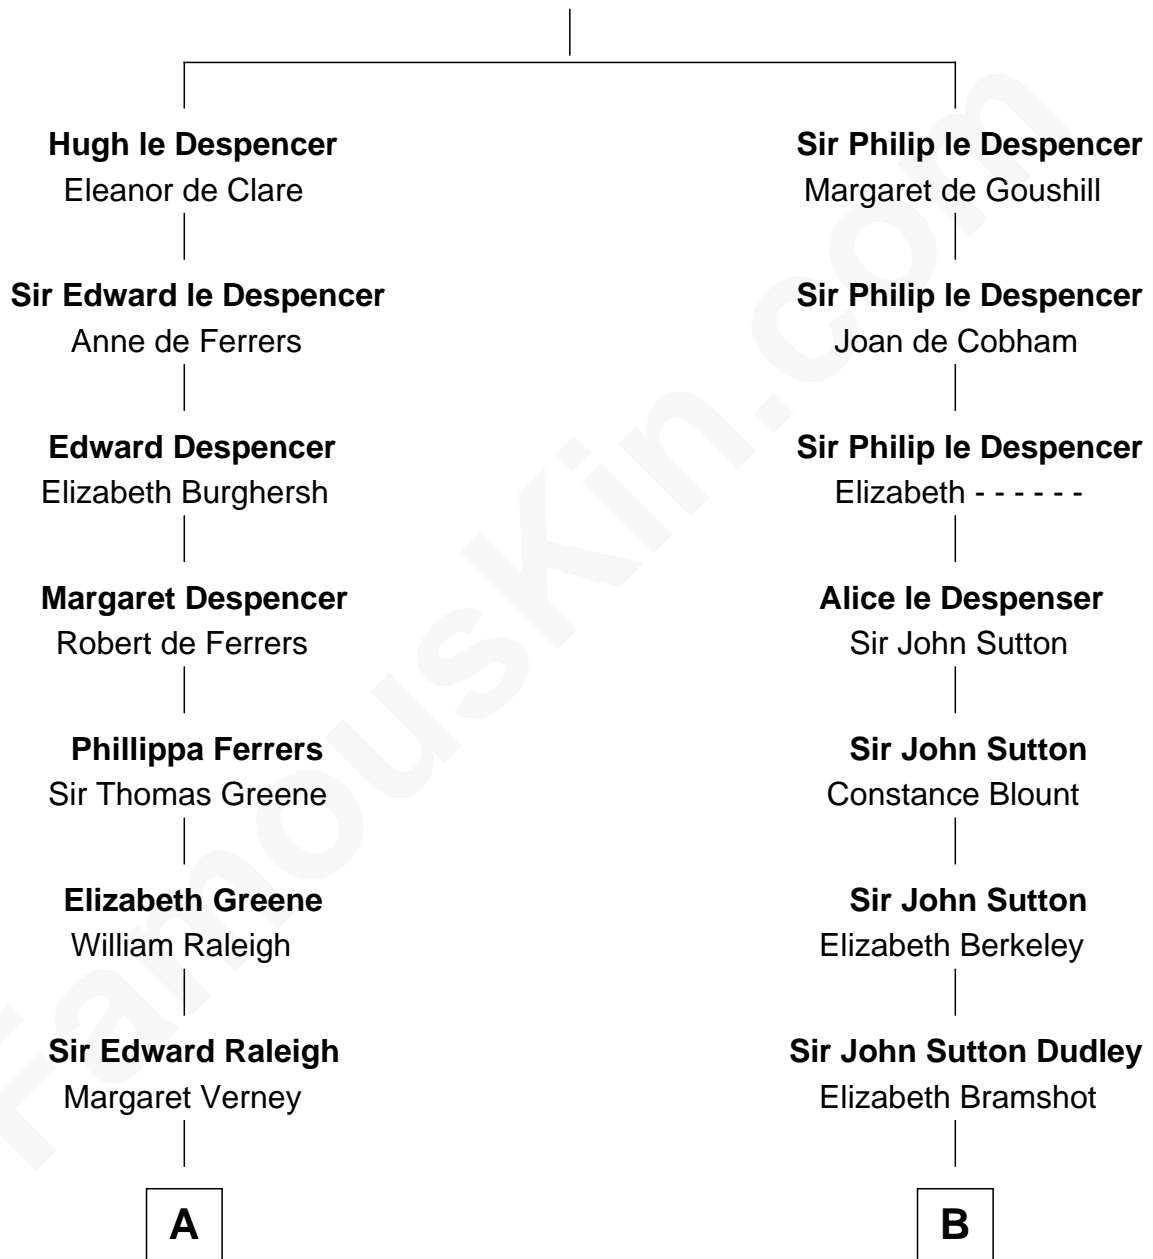 Hugh le Despencer
Eleanor de Clare
Sir Edward le Despencer
Anne de Ferrers
Edward Despencer
Elizabeth Burghersh
Margaret Despencer
Robert de Ferrers
Phillippa Ferrers
Sir Thomas Greene
Elizabeth Greene
William Raleigh
Sir Edward Raleigh
Margaret Verney
A
Sir Philip le Despencer
Margaret de Goushill
Sir Philip le Despencer
Joan de Cobham
Sir Philip le Despencer
Elizabeth - - - - - -
Alice le Despenser
Sir John Sutton
Sir John Sutton
Constance Blount
Sir John Sutton
Elizabeth Berkeley
Sir John Sutton Dudley
Elizabeth Bramshot
B
FamousKin.com